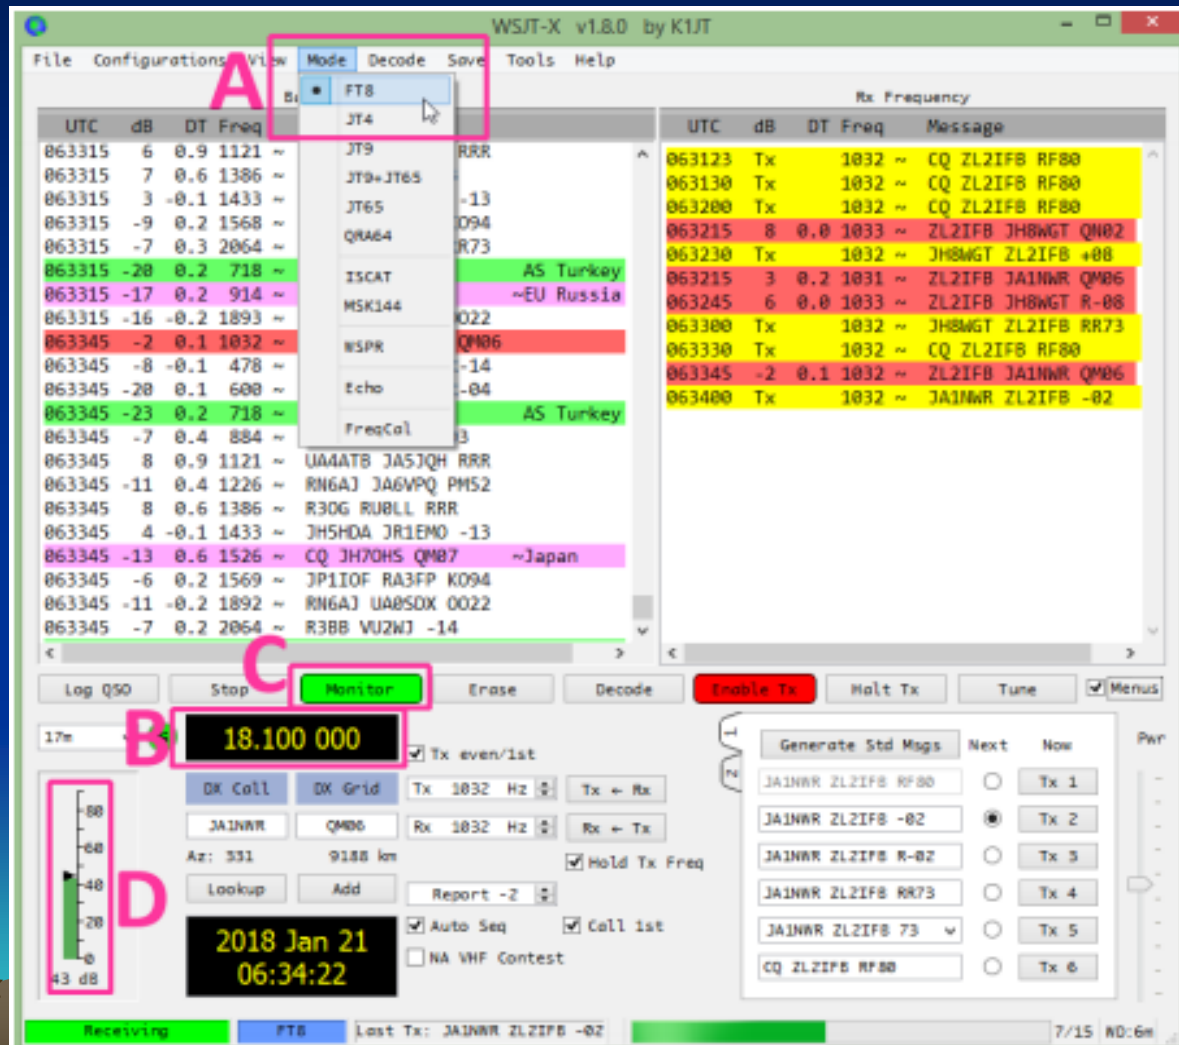 WSJT-X v1.8.0 by K1JT
File Configurations View Mode Decode Save Tools Help
A
FT8
JT4
JT9
JT9+JT65
JT65
QRA64
ISCAT
MSK144
WSPR
Echo
FreqCal
UTC dB DT Freq
063315 6 0.9 1121 ~ RRR
063315 7 0.6 1386 ~
063315 3 -0.1 1433 ~ -13
063315 -9 0.2 1568 ~ KO94
063315 -7 0.3 2064 ~ RR73
063315 -20 0.2 718 ~ AS Turkey
063315 -17 0.2 914 ~ ~EU Russia
063315 -16 -0.2 1893 ~ OO22
063345 -2 0.1 1032 ~ QM06
063345 -8 -0.1 478 ~ -14
063345 -20 0.1 600 ~ -04
063345 -23 0.2 718 ~ AS Turkey
063345 -7 0.4 884 ~
063345 8 0.9 1121 ~ UA4ATB JA5JQH RRR
063345 -11 0.4 1226 ~ RN6AJ JA6VPQ PM52
063345 8 0.6 1386 ~ R3OG RU0LL RRR
063345 4 -0.1 1433 ~ JH5HDA JR1EMO -13
063345 -13 0.6 1526 ~ CQ JH7OHS QM07 ~Japan
063345 -6 0.2 1569 ~ JP1IOF RA3FP KO94
063345 -11 -0.2 1892 ~ RN6AJ UA0SDX OO22
063345 -7 0.2 2064 ~ R3BB VU2WJ -14
Rx Frequency
UTC dB DT Freq Message
063123 Tx 1032 ~ CQ ZL2IFB RF80
063130 Tx 1032 ~ CQ ZL2IFB RF80
063200 Tx 1032 ~ CQ ZL2IFB RF80
063215 8 0.0 1033 ~ ZL2IFB JH8WGT QN02
063230 Tx 1032 ~ JH8WGT ZL2IFB +08
063215 3 0.2 1031 ~ ZL2IFB JA1NWR QM06
063245 6 0.0 1033 ~ ZL2IFB JH8WGT R-08
063300 Tx 1032 ~ JH8WGT ZL2IFB RR73
063330 Tx 1032 ~ CQ ZL2IFB RF80
063345 -2 0.1 1032 ~ ZL2IFB JA1NWR QM06
063400 Tx 1032 ~ JA1NWR ZL2IFB -02
C
Log QSO Stop Monitor Erase Decode Enable Tx Halt Tx Tune Menus
17m B 18.100 000
Tx even/1st
DX Call DX Grid Tx 1032 Hz Tx ← Rx
JA1NWR QM06 Rx 1032 Hz Rx ← Tx
Az: 331 9188 km Hold Tx Freq
Lookup Add Report -2
Auto Seq Call 1st
NA VHF Contest
2018 Jan 21
06:34:22
80
60
40
20
0
43 dB
D
1
2
Generate Std Msgs Next Now Pwr
JA1NWR ZL2IFB RF80 Tx 1
JA1NWR ZL2IFB -02 Tx 2
JA1NWR ZL2IFB R-02 Tx 3
JA1NWR ZL2IFB RR73 Tx 4
JA1NWR ZL2IFB 73 Tx 5
CQ ZL2IFB RF80 Tx 6
Receiving FT8 Last Tx: JA1NWR ZL2IFB -02 7/15 WD:6m